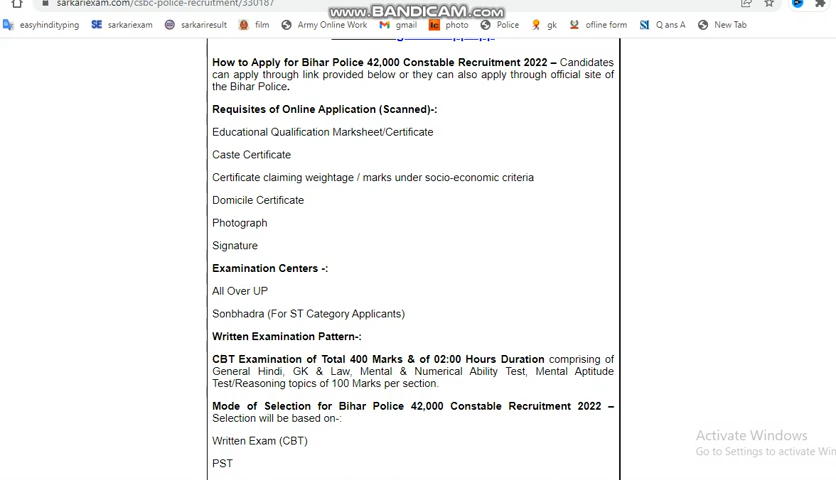 sarkariexam.com/csbc-police-recruitment/330187
www.BANDICAM.com
easyhindityping SE sarkariexam sarkariresult film Army Online Work gmail photo Police gk ofline form Q ans A New Tab
How to Apply for Bihar Police 42,000 Constable Recruitment 2022 – Candidates
can apply through link provided below or they can also apply through official site of
the Bihar Police.
Requisites of Online Application (Scanned)-:
Educational Qualification Marksheet/Certificate
Caste Certificate
Certificate claiming weightage / marks under socio-economic criteria
Domicile Certificate
Photograph
Signature
Examination Centers -:
All Over UP
Sonbhadra (For ST Category Applicants)
Written Examination Pattern-:
CBT Examination of Total 400 Marks & of 02:00 Hours Duration comprising of
General Hindi, GK & Law, Mental & Numerical Ability Test, Mental Aptitude
Test/Reasoning topics of 100 Marks per section.
Mode of Selection for Bihar Police 42,000 Constable Recruitment 2022 –
Selection will be based on-:
Written Exam (CBT)
PST
Activate Windows
Go to Settings to activate Win